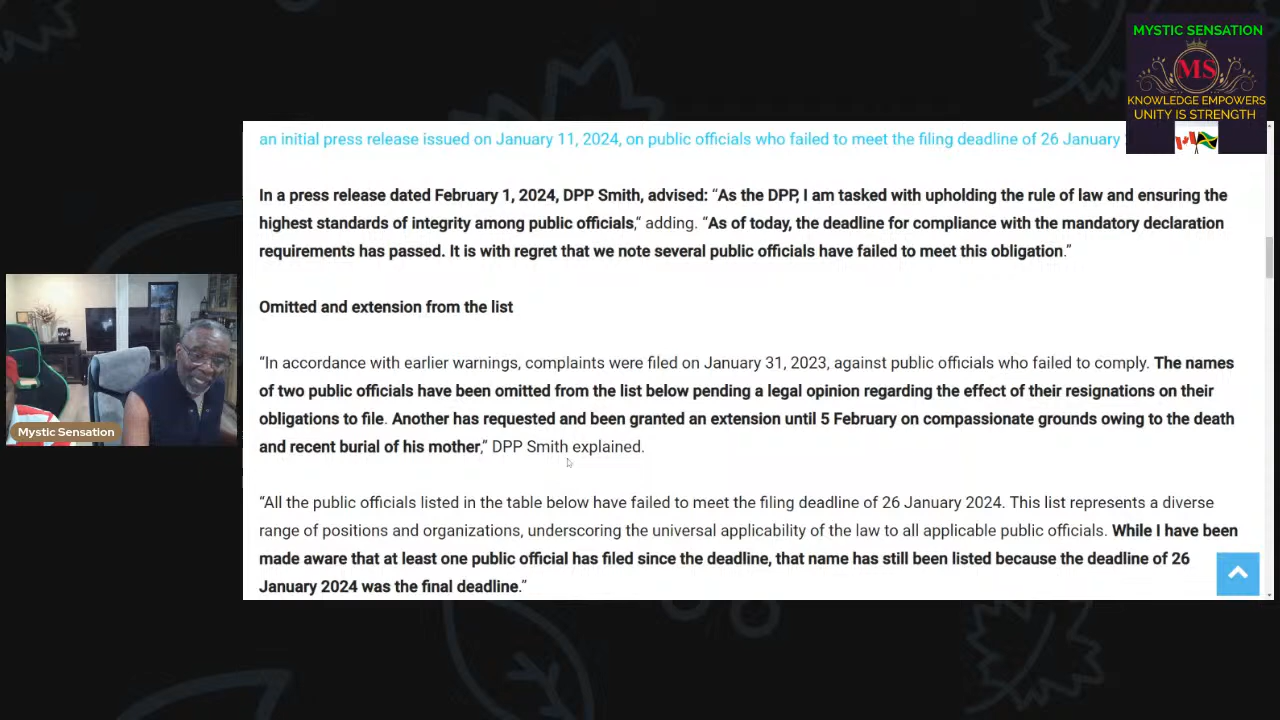 MYSTIC SENSATION
MS
KNOWLEDGE EMPOWERS
UNITY IS STRENGTH
an initial press release issued on January 11, 2024, on public officials who failed to meet the filing deadline of 26 January
In a press release dated February 1, 2024, DPP Smith, advised: “As the DPP, I am tasked with upholding the rule of law and ensuring the
highest standards of integrity among public officials,“ adding. “As of today, the deadline for compliance with the mandatory declaration
requirements has passed. It is with regret that we note several public officials have failed to meet this obligation.”
Omitted and extension from the list
“In accordance with earlier warnings, complaints were filed on January 31, 2023, against public officials who failed to comply. The names
of two public officials have been omitted from the list below pending a legal opinion regarding the effect of their resignations on their
obligations to file. Another has requested and been granted an extension until 5 February on compassionate grounds owing to the death
and recent burial of his mother,” DPP Smith explained.
“All the public officials listed in the table below have failed to meet the filing deadline of 26 January 2024. This list represents a diverse
range of positions and organizations, underscoring the universal applicability of the law to all applicable public officials. While I have been
made aware that at least one public official has filed since the deadline, that name has still been listed because the deadline of 26
January 2024 was the final deadline.”
Mystic Sensation